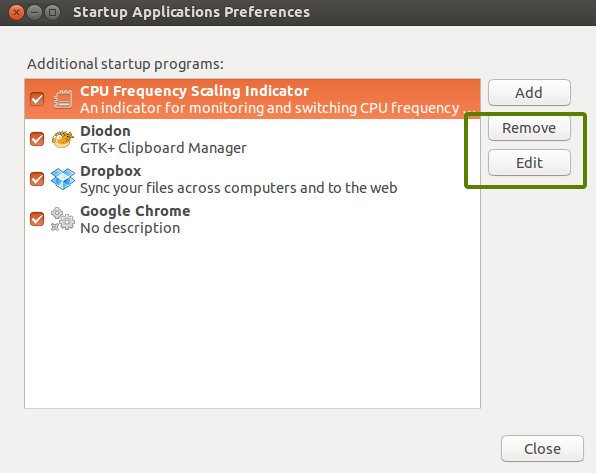 Startup Applications Preferences
Additional startup programs:
CPU Frequency Scaling Indicator
An indicator for monitoring and switching CPU frequency ...
Diodon
GTK+ Clipboard Manager
Dropbox
Sync your files across computers and to the web
Google Chrome
No description
Add
Remove
Edit
Close